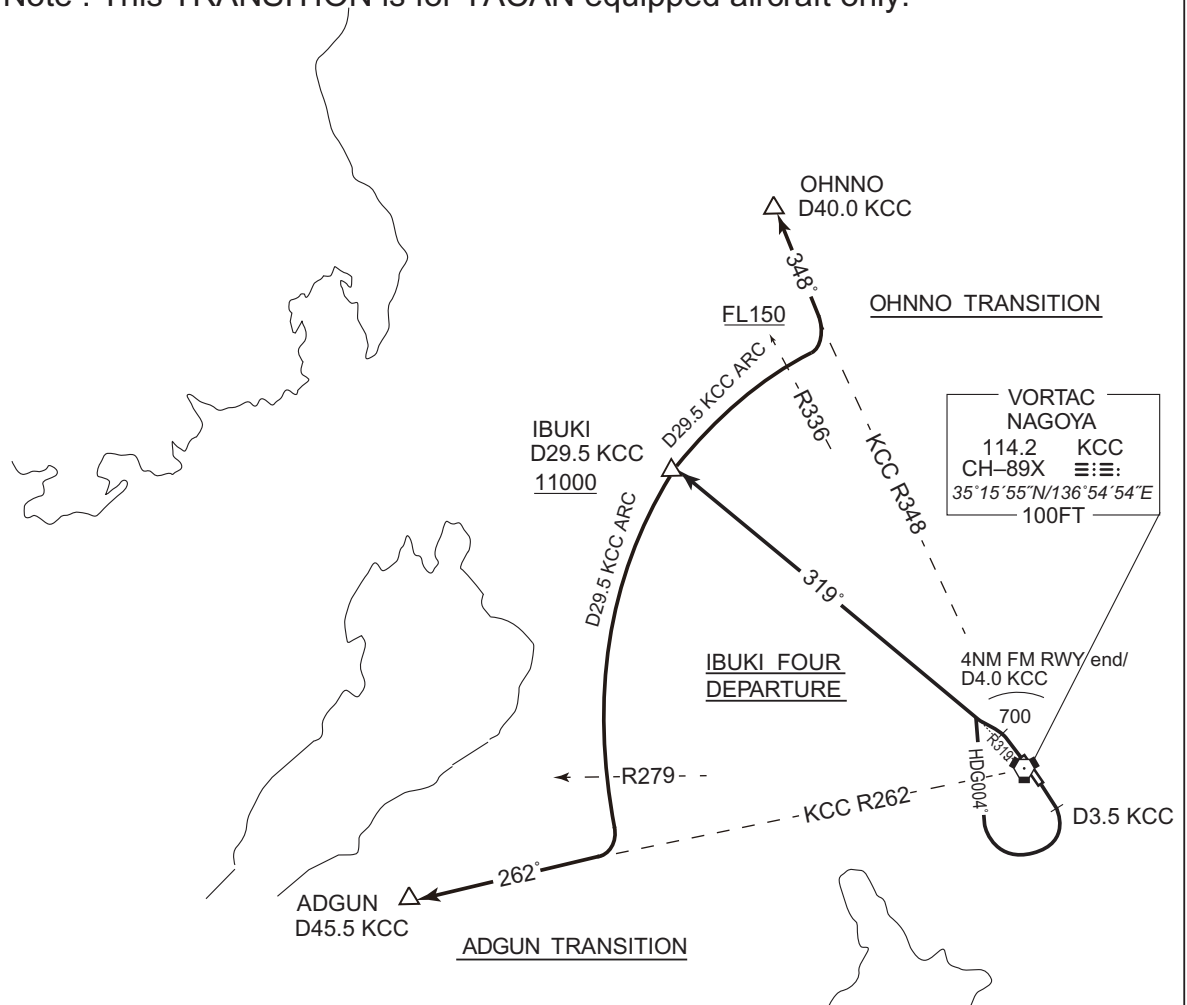 Note : This TRANSITION is for TACAN equipped aircraft only.
OHNNO
D40.0 KCC
348°
OHNNO TRANSITION
FL150
D29.5 KCC ARC
R336
VORTAC
NAGOYA
114.2 KCC
CH–89X
35°15′55″N/136°54′54″E
100FT
IBUKI
D29.5 KCC
11000
KCC R348
D29.5 KCC ARC
319°
IBUKI FOUR
DEPARTURE
4NM FM RWY end/
D4.0 KCC
700
R319
HDG004°
R279
KCC R262
D3.5 KCC
262°
ADGUN
D45.5 KCC
ADGUN TRANSITION